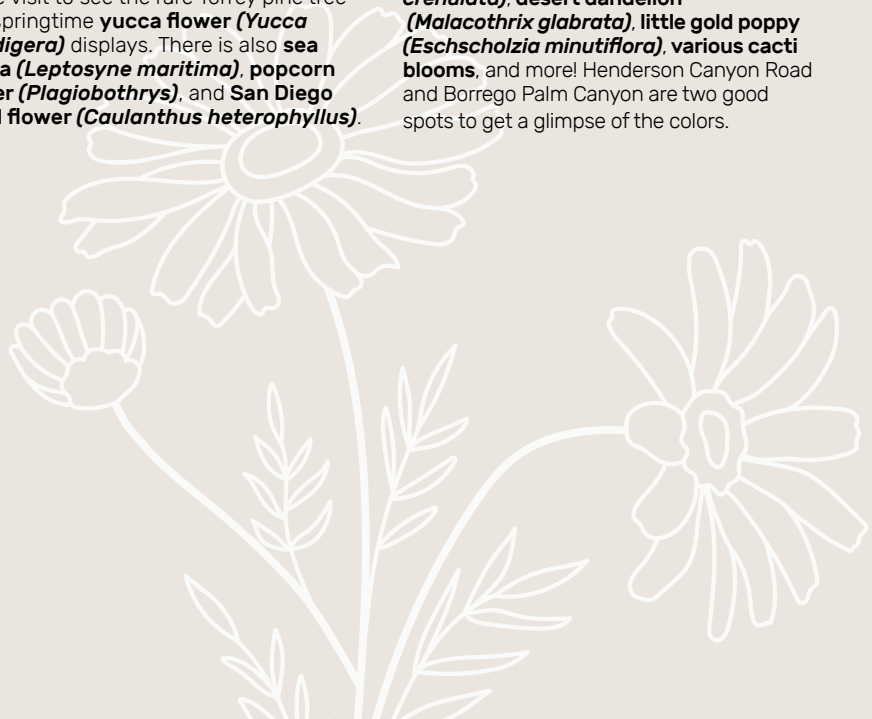 visit to see the rare Torrey pine tree
springtime yucca flower (Yucca
digera) displays. There is also sea
a (Leptosyne maritima), popcorn
er (Plagiobothrys), and San Diego
l flower (Caulanthus heterophyllus).
crenulata), desert dandelion
(Malacothrix glabrata), little gold poppy
(Eschscholzia minutiflora), various cacti
blooms, and more! Henderson Canyon Road
and Borrego Palm Canyon are two good
spots to get a glimpse of the colors.